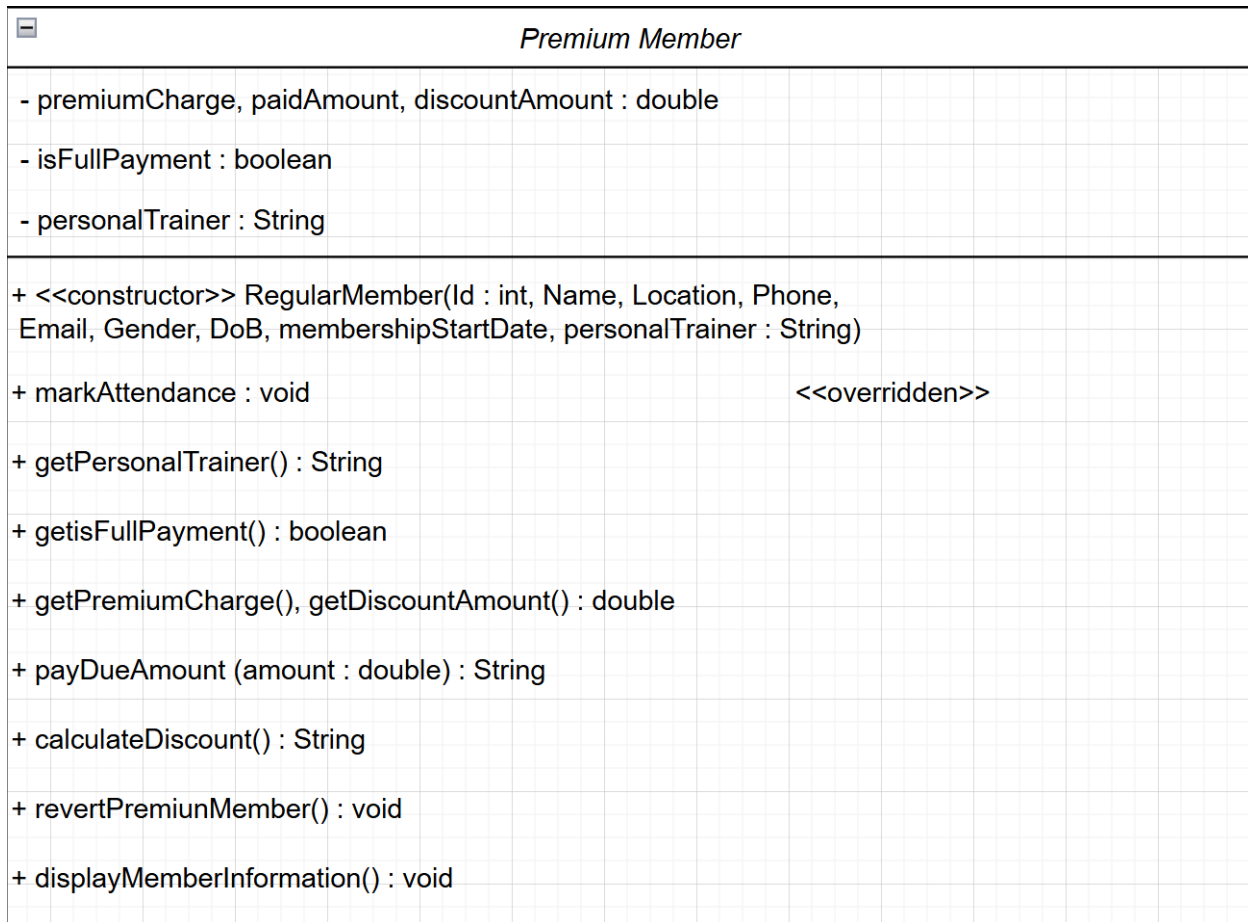 Premium Member
- premiumCharge, paidAmount, discountAmount : double
- isFullPayment : boolean
- personalTrainer : String
+ <<constructor>> RegularMember(Id : int, Name, Location, Phone,
Email, Gender, DoB, membershipStartDate, personalTrainer : String)
+ markAttendance : void <<overridden>>
+ getPersonalTrainer() : String
+ getisFullPayment() : boolean
+ getPremiumCharge(), getDiscountAmount() : double
+ payDueAmount (amount : double) : String
+ calculateDiscount() : String
+ revertPremiunMember() : void
+ displayMemberInformation() : void